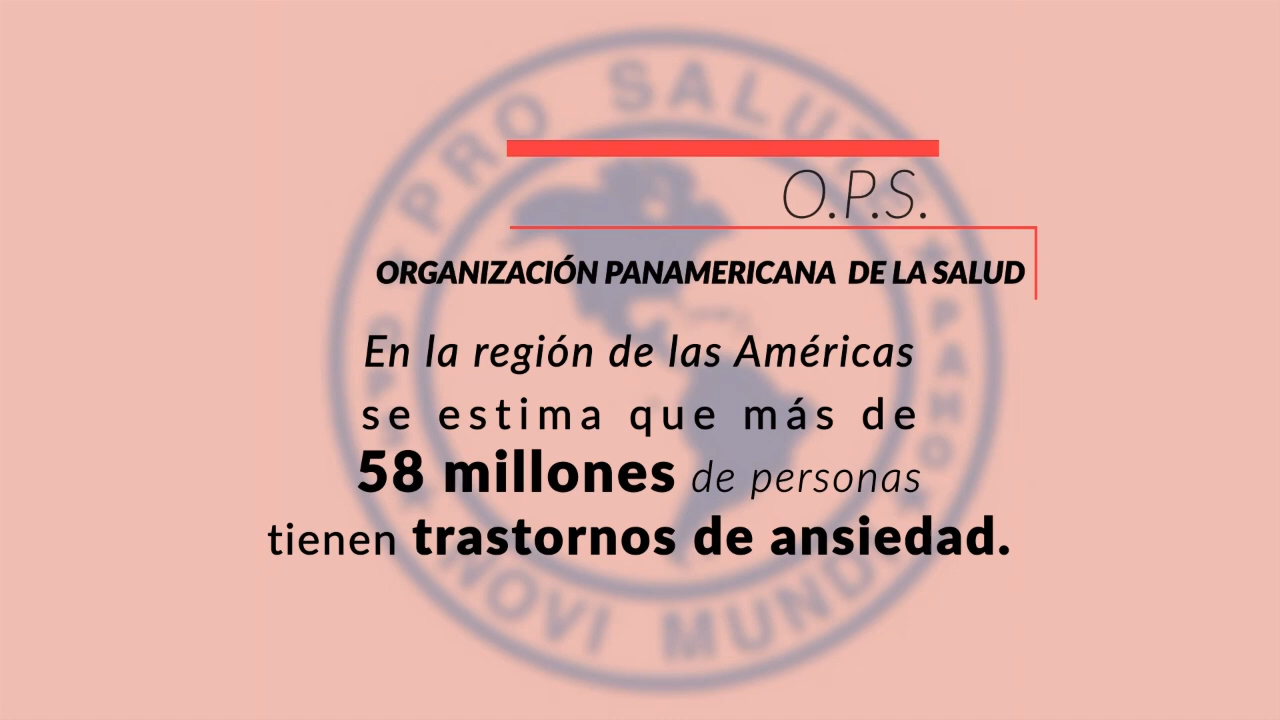 O.P.S.
ORGANIZACIÓN PANAMERICANA DE LA SALUD
En la región de las Américas
se estima que más de
58 millones de personas
tienen trastornos de ansiedad.
PRO SALUTE
NOVI MUNDI
PAHO